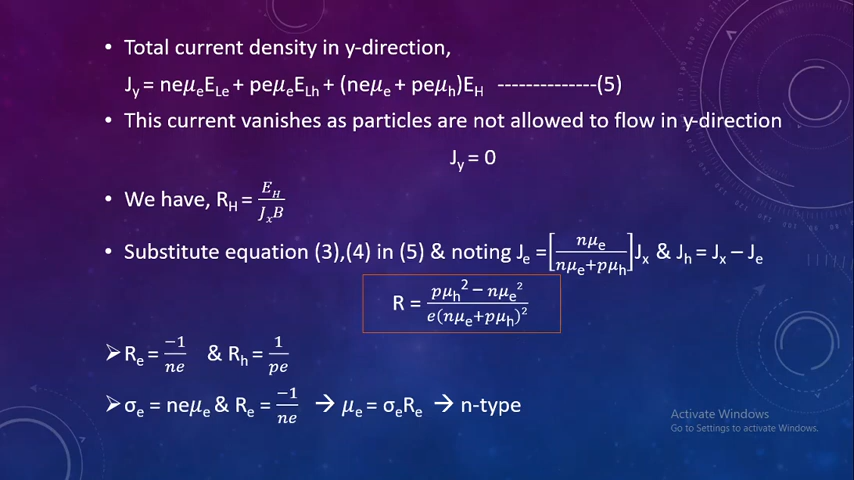 • Total current density in y-direction,
J_y = neμ_eE_Le + peμ_eE_Lh + (neμ_e + peμ_h)E_H --------------(5)
• This current vanishes as particles are not allowed to flow in y-direction
J_y = 0
• We have, R_H = E_H / J_xB
• Substitute equation (3),(4) in (5) & noting J_e = [nμ_e / nμ_e+pμ_h] J_x & J_h = J_x – J_e
R = pμ_h² − nμ_e² / e(nμ_e+pμ_h)²
➢ R_e = −1 / ne & R_h = 1 / pe
➢ σ_e = neμ_e & R_e = −1 / ne → μ_e = σ_eR_e → n-type
Activate Windows
Go to Settings to activate Windows.